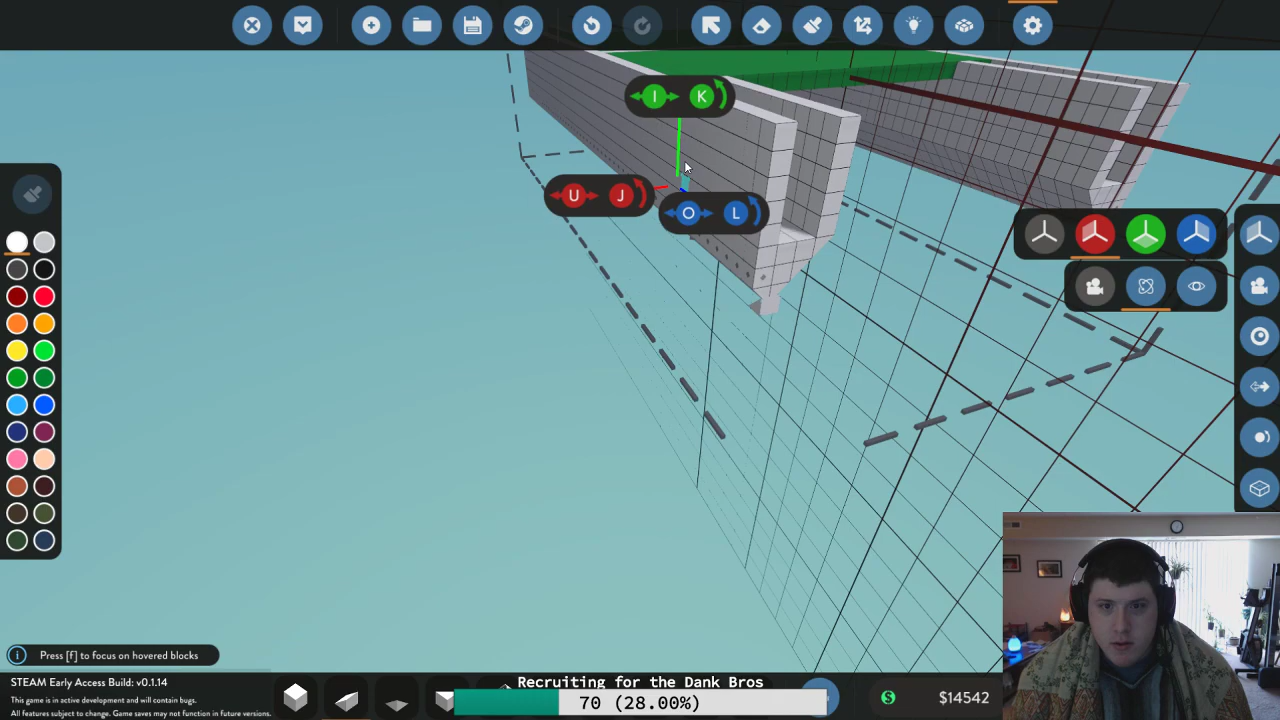 I K
U J
O L
Press [f] to focus on hovered blocks
STEAM Early Access Build: v0.1.14
This game is in active development and will contain bugs.
All features subject to change. Game saves may not function in future versions.
Recruiting for the Dank Bros
70 (28.00%)
$14542